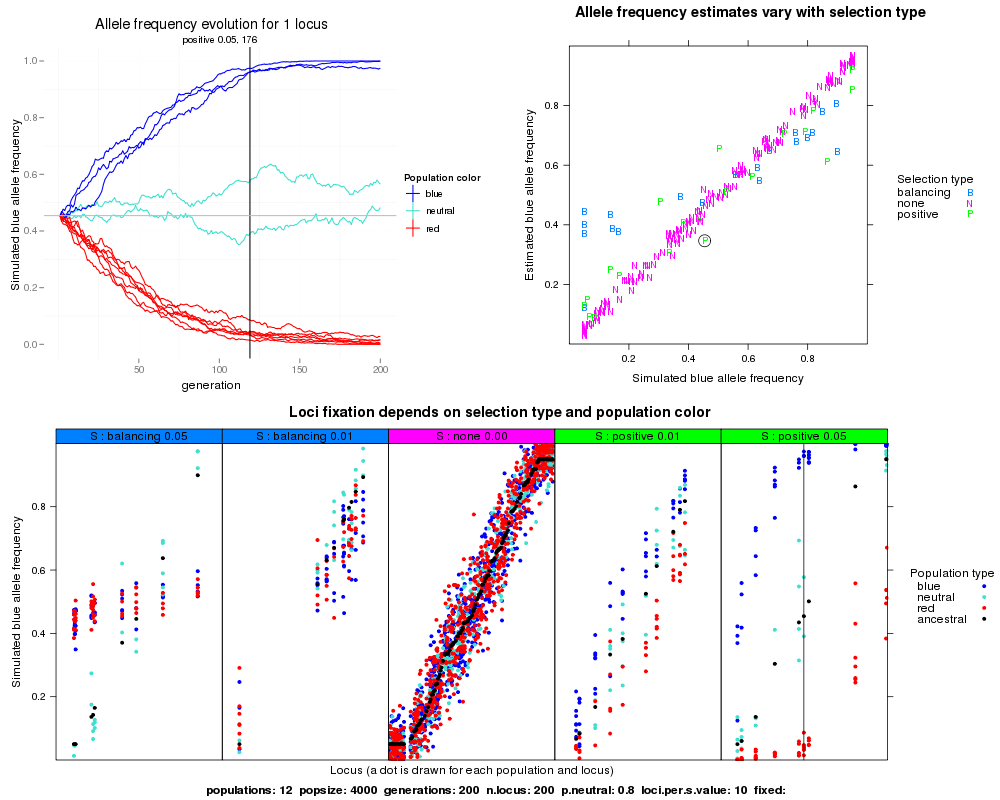 Allele frequency evolution for 1 locus
positive 0.05, 176
Simulated blue allele frequency
1.0
0.8
0.6
0.4
0.2
0.0
50
100
150
200
generation
Population color
blue
neutral
red
Allele frequency estimates vary with selection type
Estimated blue allele frequency
0.8
0.6
0.4
0.2
0.2
0.4
0.6
0.8
Simulated blue allele frequency
Selection type
balancing B
none N
positive P
Loci fixation depends on selection type and population color
S : balancing 0.05
S : balancing 0.01
S : none 0.00
S : positive 0.01
S : positive 0.05
Simulated blue allele frequency
0.8
0.6
0.4
0.2
Population type
blue
neutral
red
ancestral
Locus (a dot is drawn for each population and locus)
populations: 12 popsize: 4000 generations: 200 n.locus: 200 p.neutral: 0.8 loci.per.s.value: 10 fixed: